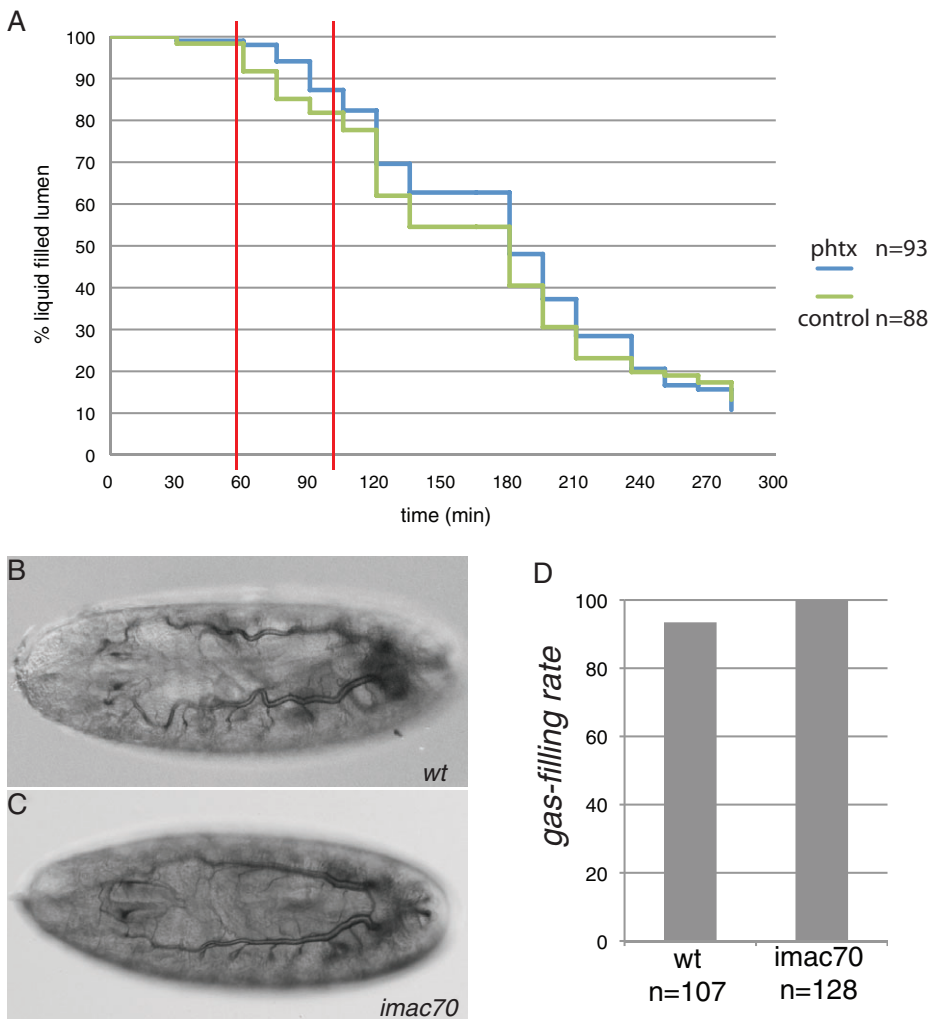 A
100
90
80
70
60
50
40
30
20
10
0
% liquid filled lumen
0 30 60 90 120 150 180 210 240 270 300
time (min)
phtx n=93
control n=88
B
wt
C
imac70
D
100
80
60
40
20
0
gas-filling rate
wt imac70
n=107 n=128